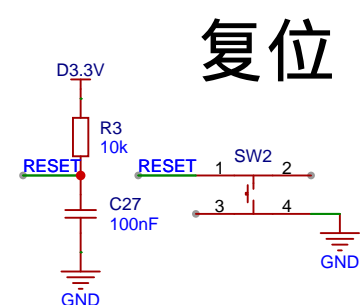 复位
D3.3V
R3
10k
RESET
C27
100nF
GND
RESET
SW2
1
2
3
4
GND